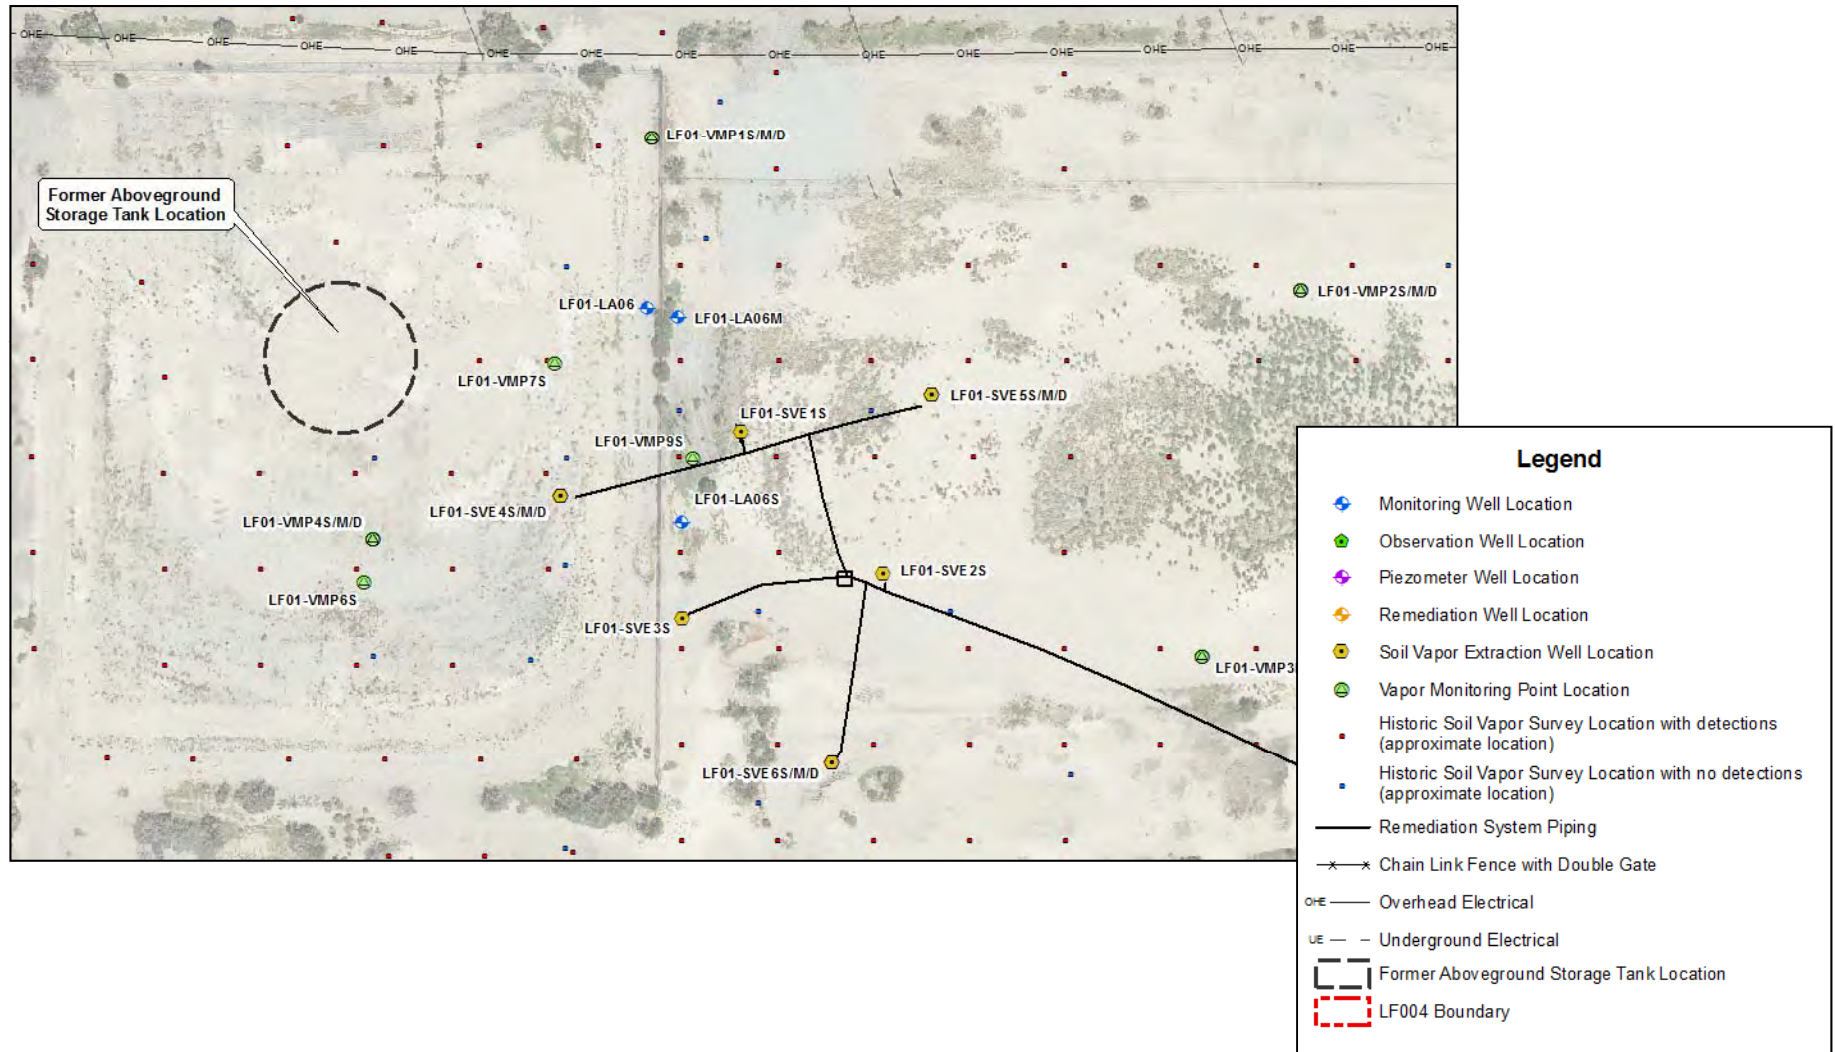 OHE OHE OHE OHE OHE OHE OHE OHE OHE OHE OHE OHE OHE OHE OHE OHE
LF01-VMP1S/M/D
Former Aboveground
Storage Tank Location
LF01-VMP2S/M/D
LF01-LA06
LF01-LA06M
LF01-VMP7S
LF01-SVE5S/M/D
LF01-SVE1S
LF01-VMP9S
LF01-LA06S
LF01-SVE4S/M/D
LF01-VMP4S/M/D
LF01-SVE2S
LF01-VMP6S
LF01-SVE3S
LF01-VMP3
LF01-SVE6S/M/D
Legend
Monitoring Well Location
Observation Well Location
Piezometer Well Location
Remediation Well Location
Soil Vapor Extraction Well Location
Vapor Monitoring Point Location
Historic Soil Vapor Survey Location with detections
(approximate location)
Historic Soil Vapor Survey Location with no detections
(approximate location)
Remediation System Piping
Chain Link Fence with Double Gate
OHE Overhead Electrical
UE Underground Electrical
Former Aboveground Storage Tank Location
LF004 Boundary